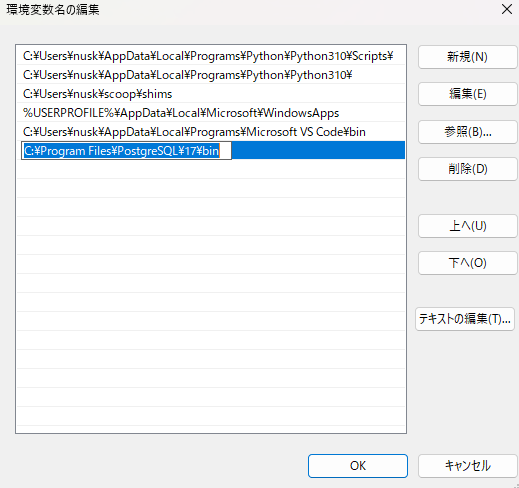 環境変数名の編集
C:¥Users¥nusk¥AppData¥Local¥Programs¥Python¥Python310¥Scripts¥
C:¥Users¥nusk¥AppData¥Local¥Programs¥Python¥Python310¥
C:¥Users¥nusk¥scoop¥shims
%USERPROFILE%¥AppData¥Local¥Microsoft¥WindowsApps
C:¥Users¥nusk¥AppData¥Local¥Programs¥Microsoft VS Code¥bin
C:¥Program Files¥PostgreSQL¥17¥bin
新規(N)
編集(E)
参照(B)...
削除(D)
上へ(U)
下へ(O)
テキストの編集(T)...
OK
キャンセル